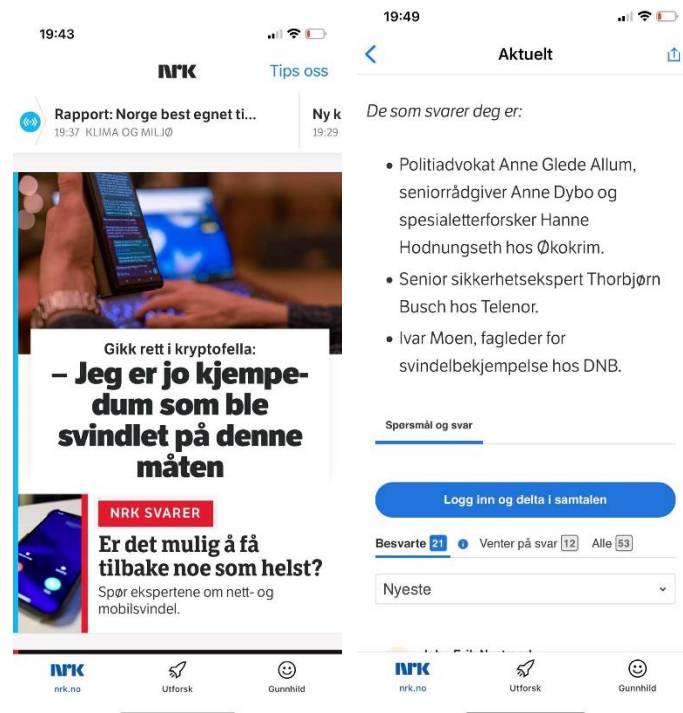 19:43
NRK
Tips oss
Rapport: Norge best egnet ti...
19:37 KLIMA OG MILJØ
Ny k
19:29
Gikk rett i kryptofella:
– Jeg er jo kjempe-
dum som ble
svindlet på denne
måten
NRK SVARER
Er det mulig å få
tilbake noe som helst?
Spør ekspertene om nett- og
mobilsvindel.
NRK
nrk.no
Utforsk
Gunnhild
19:49
Aktuelt
De som svarer deg er:
• Politiadvokat Anne Glede Allum,
seniorrådgiver Anne Dybo og
spesialetterforsker Hanne
Hodnungseth hos Økokrim.
• Senior sikkerhetsekspert Thorbjørn
Busch hos Telenor.
• Ivar Moen, fagleder for
svindelbekjempelse hos DNB.
Spørsmål og svar
Logg inn og delta i samtalen
Besvarte 21 Venter på svar 12 Alle 53
Nyeste
NRK
nrk.no
Utforsk
Gunnhild